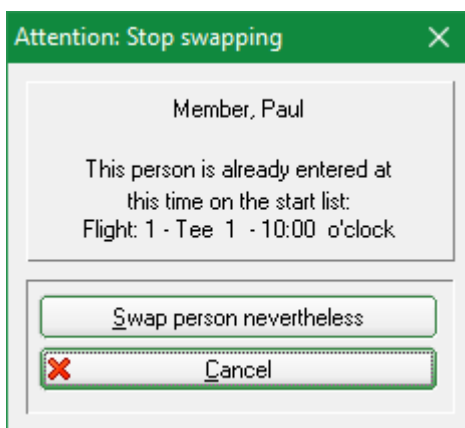 Attention: Stop swapping
Member, Paul
This person is already entered at
this time on the start list:
Flight: 1 - Tee 1 - 10:00 o'clock
Swap person nevertheless
Cancel